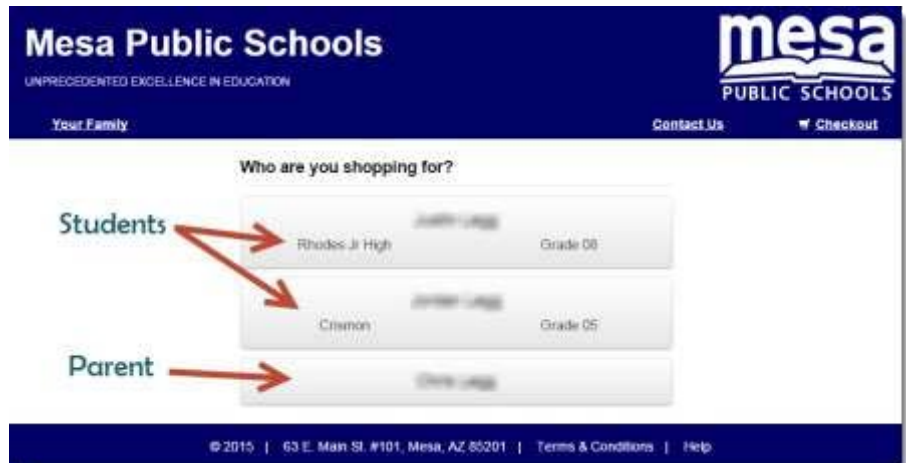 Mesa Public Schools
UNPRECEDENTED EXCELLENCE IN EDUCATION
mesa
PUBLIC SCHOOLS
Your Family Contact Us Checkout
Who are you shopping for?
Students
Rhodes Jr High Grade 08
Crismon Grade 05
Parent
© 2015 | 63 E. Main St. #101, Mesa, AZ 85201 | Terms & Conditions | Help